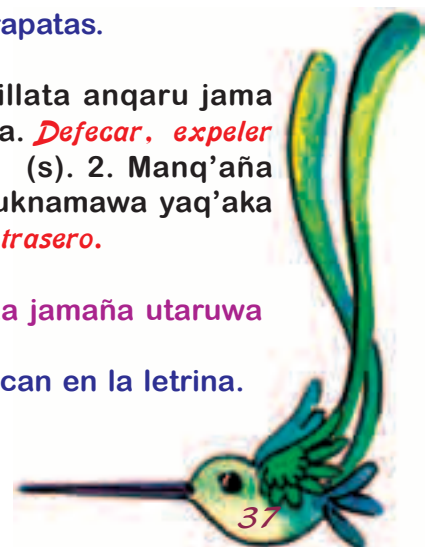 apatas.
illata anqaru jama
a. Defecar, expeler
(s). 2. Manq'aña
uknamawa yaq'aka
trasero.
a jamaña utaruwa
can en la letrina.
37